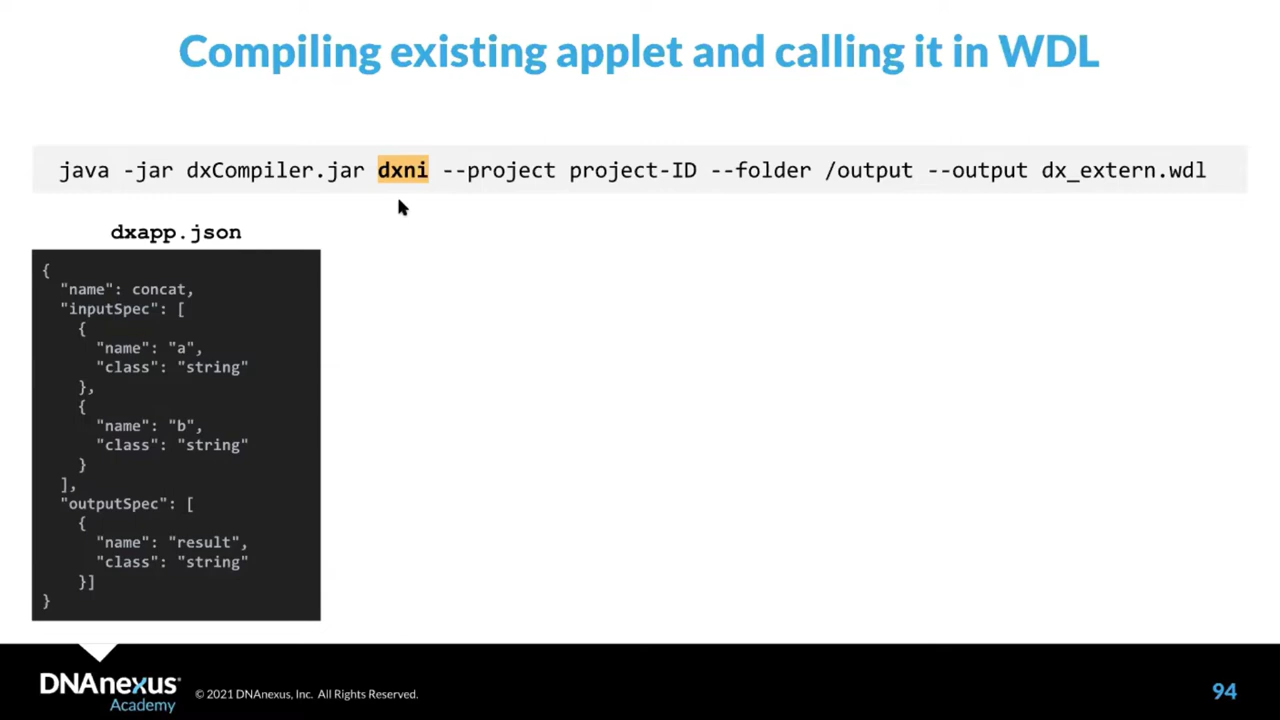 Compiling existing applet and calling it in WDL
java -jar dxCompiler.jar dxni --project project-ID --folder /output --output dx_extern.wdl
dxapp.json
{
  "name": concat,
  "inputSpec": [
    {
      "name": "a",
      "class": "string"
    },
    {
      "name": "b",
      "class": "string"
    }
  ],
  "outputSpec": [
    {
      "name": "result",
      "class": "string"
    }]
}
DNAnexus
Academy
© 2021 DNAnexus, Inc. All Rights Reserved.
94